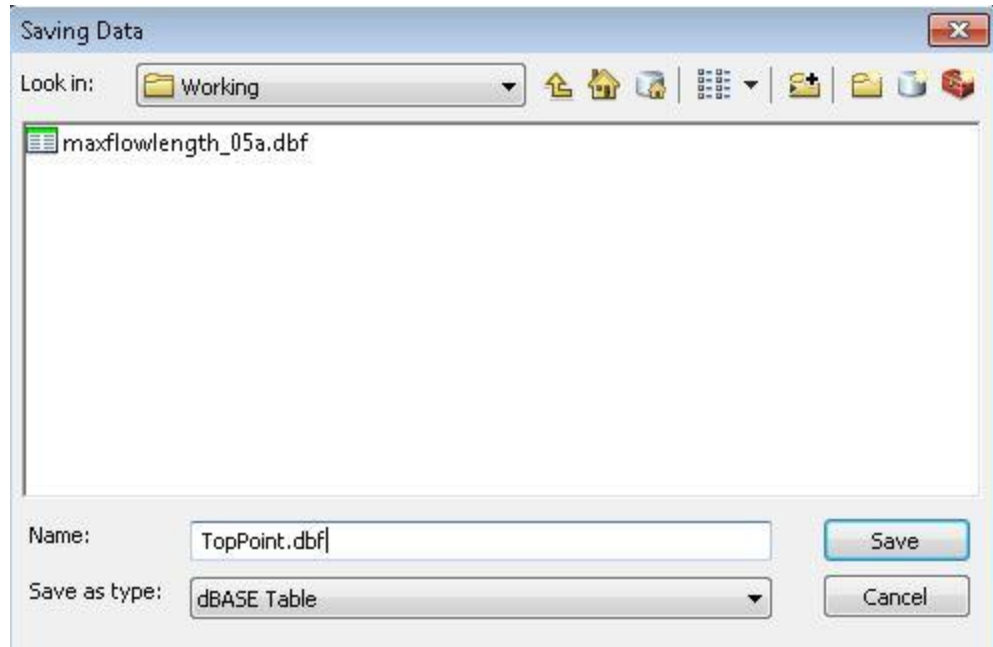 Saving Data
Look in:
Working
maxflowlength_05a.dbf
Name:
TopPoint.dbf
Save
Save as type:
dBASE Table
Cancel